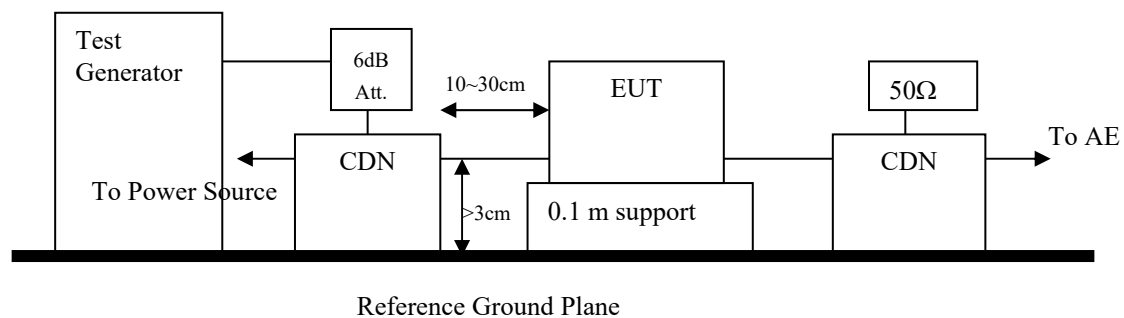 Test
Generator
6dB
Att.
10~30cm
EUT
50Ω
To AE
CDN
CDN
To Power Source
>3cm
0.1 m support
Reference Ground Plane